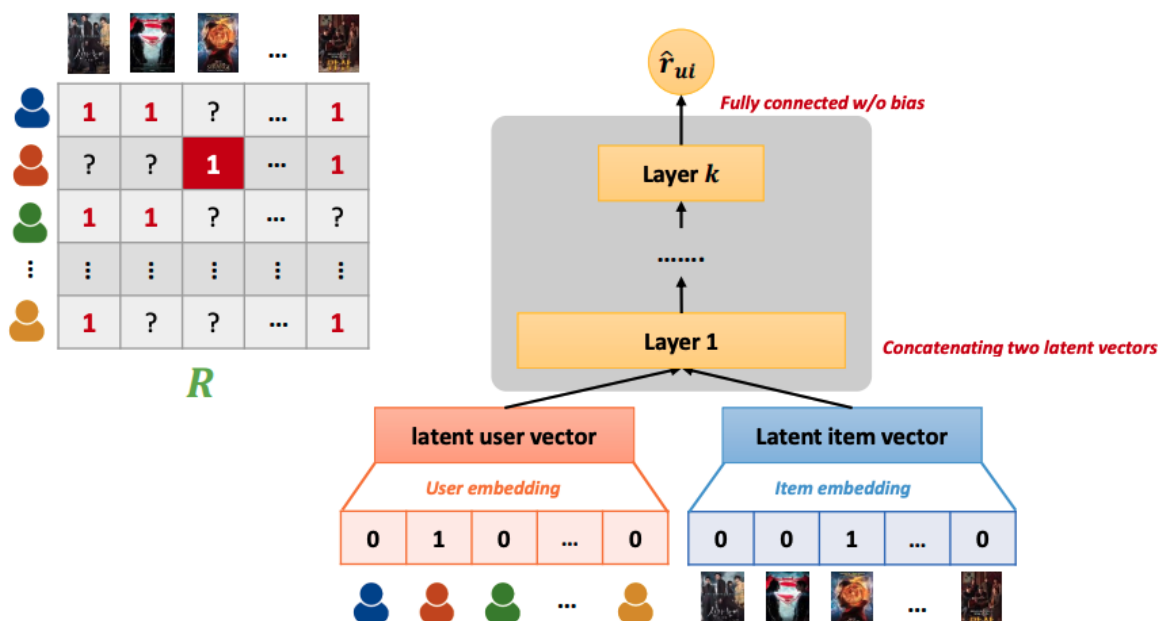 ...
1 1 ? ... 1
? ? 1 ... 1
1 1 ? ... ?
⋮ ⋮ ⋮ ⋮ ⋮ ⋮
1 ? ? ... 1
R
r̂ui
Fully connected w/o bias
Layer k
.......
Layer 1
Concatenating two latent vectors
latent user vector
Latent item vector
User embedding
Item embedding
0 1 0 ... 0
0 0 1 ... 0
...
...